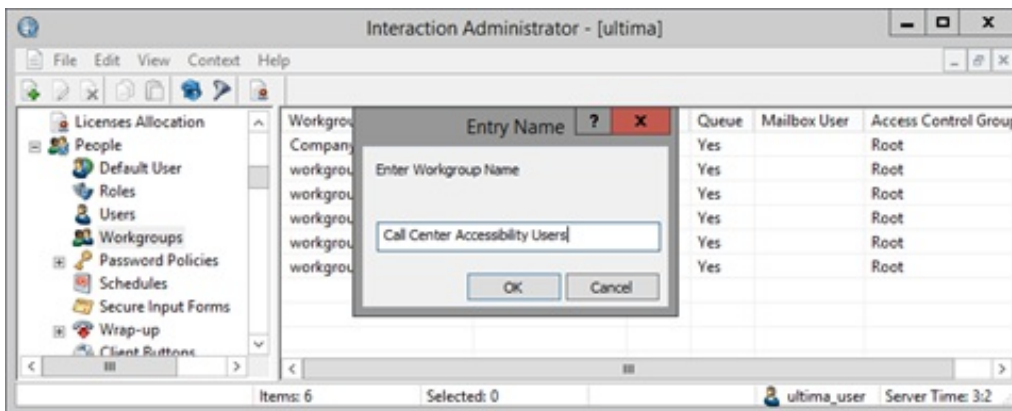 Interaction Administrator - [ultima]
File Edit View Context Help
Licenses Allocation
People
Default User
Roles
Users
Workgroups
Password Policies
Schedules
Secure Input Forms
Wrap-up
Client Buttons
Workgrou Queue Mailbox User Access Control Group
Company Yes Root
workgrou Yes Root
workgrou Yes Root
workgrou Yes Root
workgrou Yes Root
workgrou Yes Root
Entry Name ? x
Enter Workgroup Name
Call Center Accessibility Users
OK Cancel
Items: 6 Selected: 0 ultima_user Server Time: 3:2